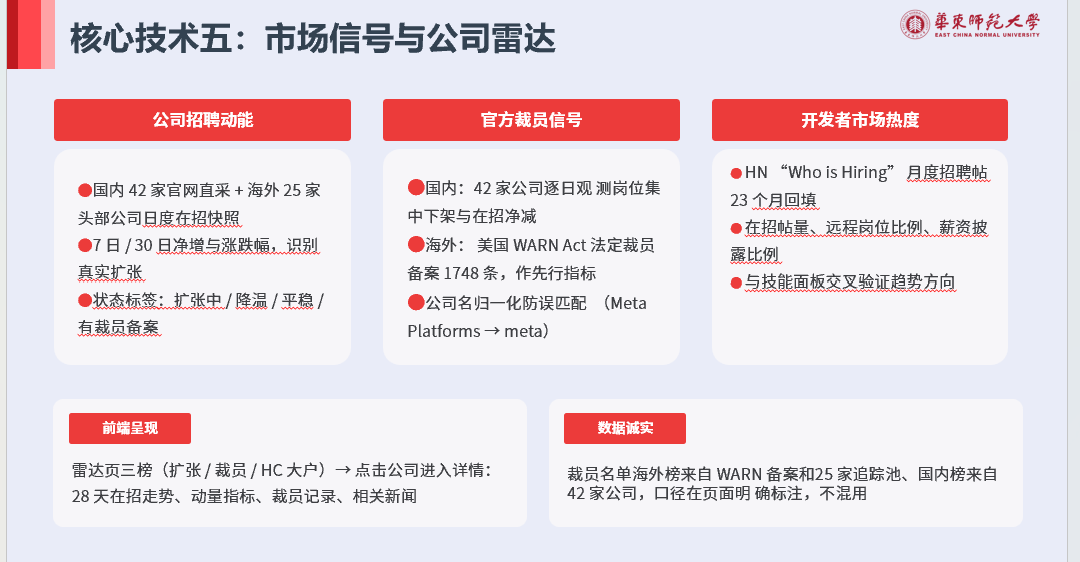 核心技术五：市场信号与公司雷达
華東師範大學
EAST CHINA NORMAL UNIVERSITY
公司招聘动能
●国内 42 家官网直采 + 海外 25 家
头部公司日度在招快照
●7 日 / 30 日净增与涨跌幅，识别
真实扩张
●状态标签：扩张中 / 降温 / 平稳 /
有裁员备案
官方裁员信号
●国内：42 家公司逐日观 测岗位集
中下架与在招净减
●海外： 美国 WARN Act 法定裁员
备案 1748 条，作先行指标
●公司名归一化防误匹配 （Meta
Platforms → meta）
开发者市场热度
●HN “Who is Hiring” 月度招聘帖
23 个月回填
●在招帖量、远程岗位比例、薪资披
露比例
●与技能面板交叉验证趋势方向
前端呈现
雷达页三榜（扩张 / 裁员 / HC 大户）→ 点击公司进入详情：
28 天在招走势、动量指标、裁员记录、相关新闻
数据诚实
裁员名单海外榜来自 WARN 备案和25 家追踪池、国内榜来自
42 家公司，口径在页面明 确标注，不混用